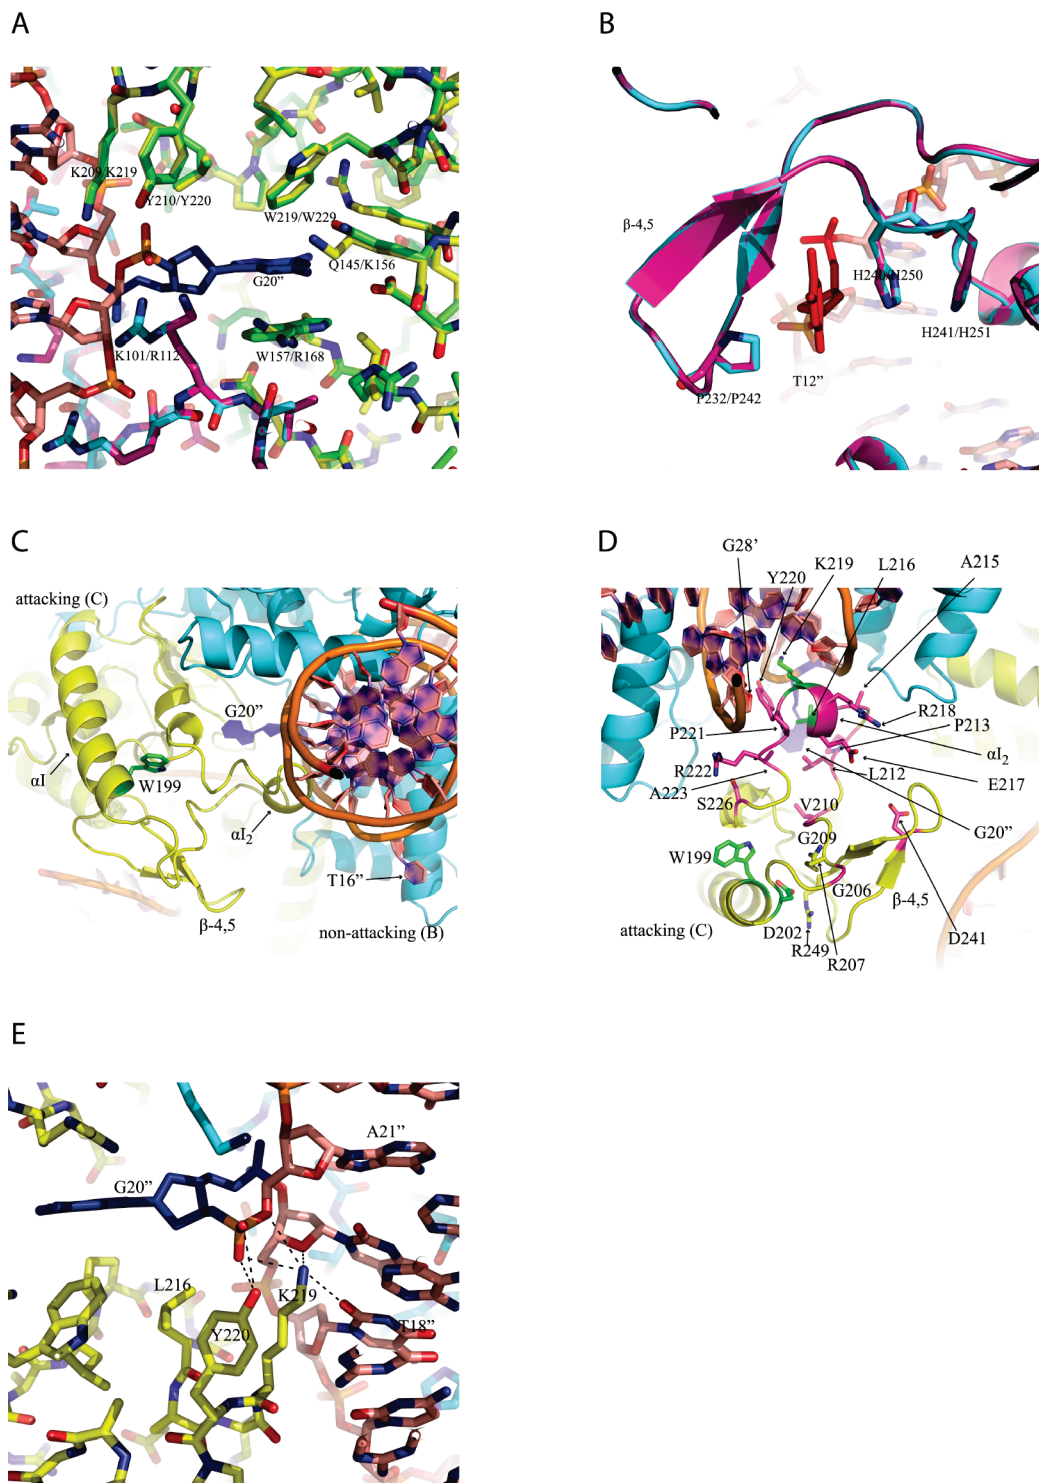 A
K209/K219
Y210/Y220
W219/W229
Q145/K156
G20”
K101/R112
W157/R168
B
β-4,5
H240/H250
H241/H251
T12”
P232/P242
C
attacking (C)
G20”
αI
W199
αI2
T16”
β-4,5
non-attacking (B)
D
G28’
Y220
K219
L216
A215
R218
P213
P221
αI2
R222
L212
E217
A223
S226
V210
G20”
G209
W199
G206
β-4,5
attacking (C)
D202
D241
R249
R207
E
A21”
G20”
L216
K219
T18”
Y220